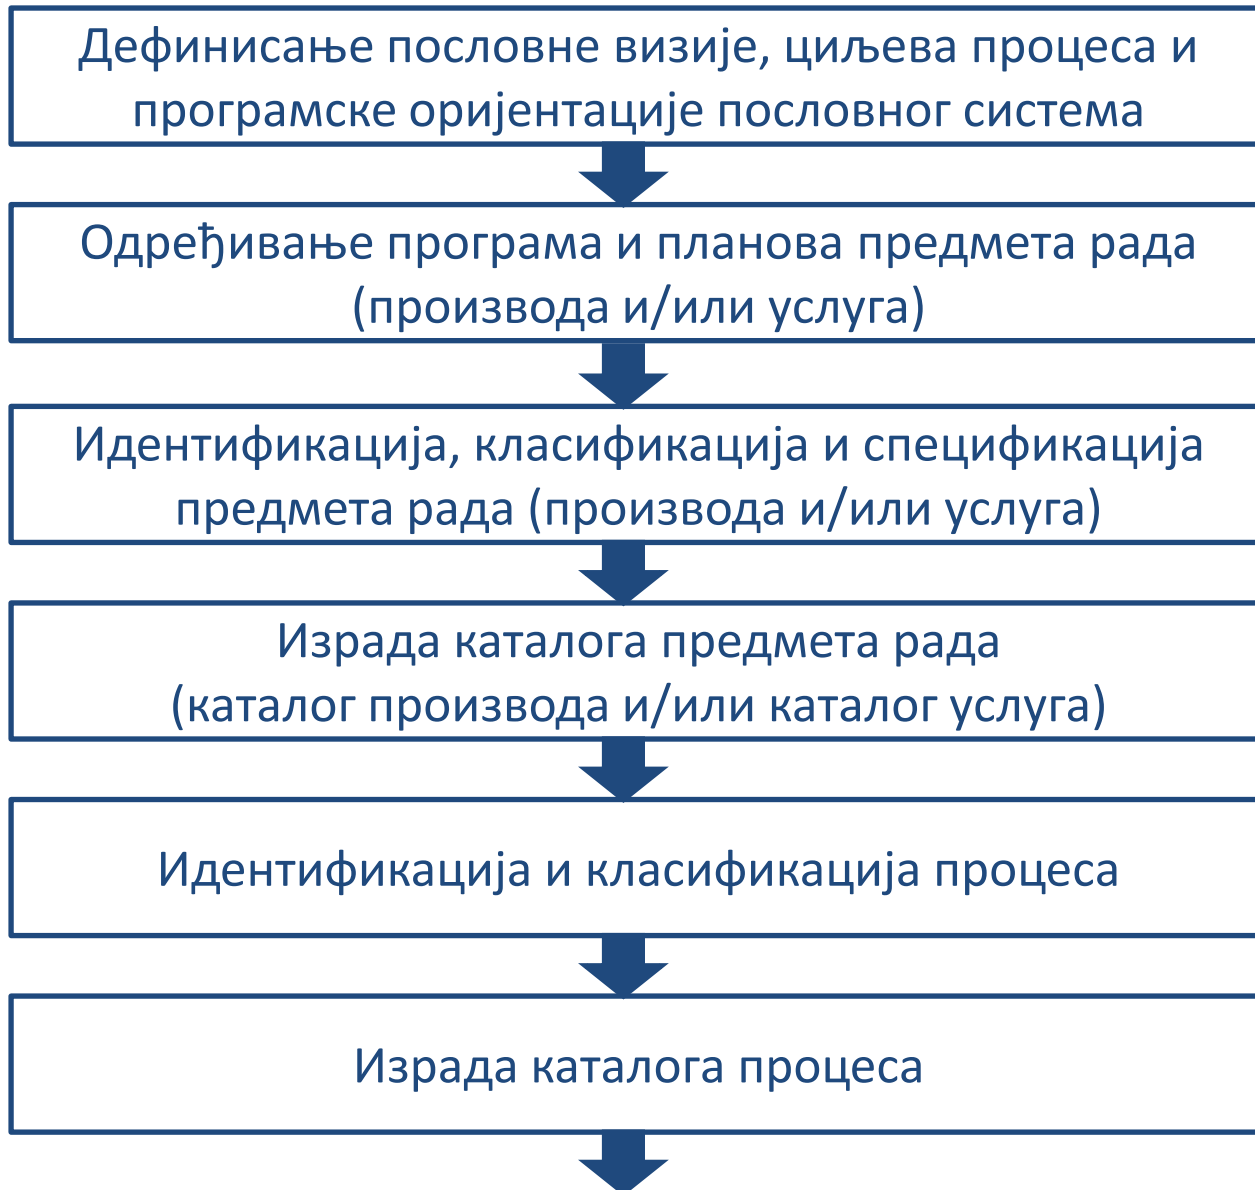 Дефинисање пословне визије, циљева процеса и
програмске оријентације пословног система
Одређивање програма и планова предмета рада
(производа и/или услуга)
Идентификација, класификација и спецификација
предмета рада (производа и/или услуга)
Израда каталога предмета рада
(каталог производа и/или каталог услуга)
Идентификација и класификација процеса
Израда каталога процеса